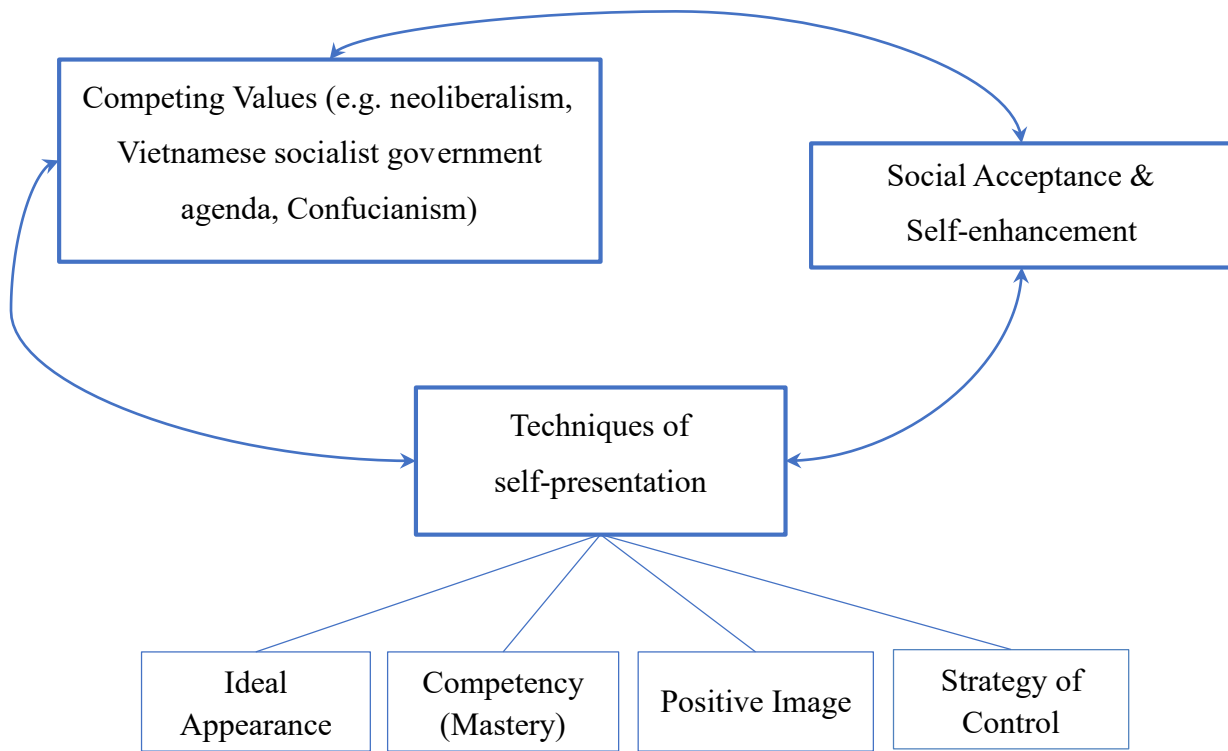 Competing Values (e.g. neoliberalism,
Vietnamese socialist government
agenda, Confucianism)
Social Acceptance &
Self-enhancement
Techniques of
self-presentation
Ideal
Appearance
Competency
(Mastery)
Positive Image
Strategy of
Control